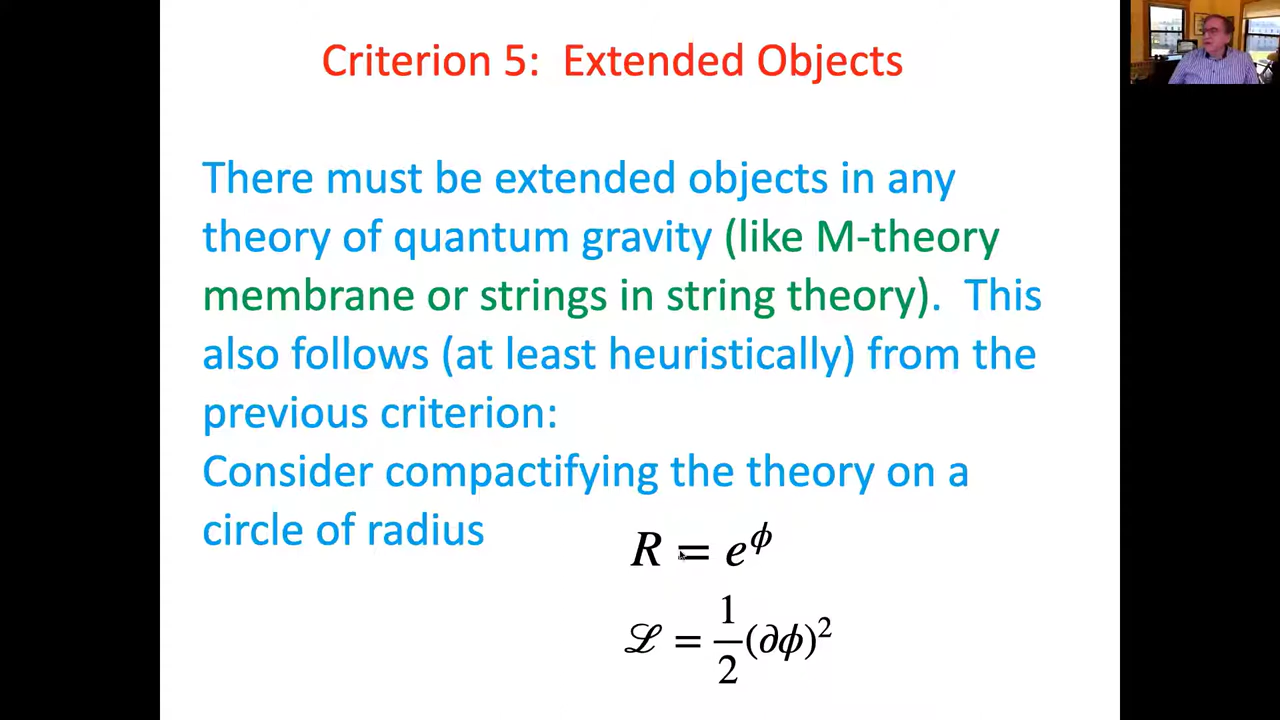 Criterion 5: Extended Objects
There must be extended objects in any
theory of quantum gravity (like M-theory
membrane or strings in string theory). This
also follows (at least heuristically) from the
previous criterion:
Consider compactifying the theory on a
circle of radius
R = e^ϕ
ℒ = 1/2 (∂ϕ)²